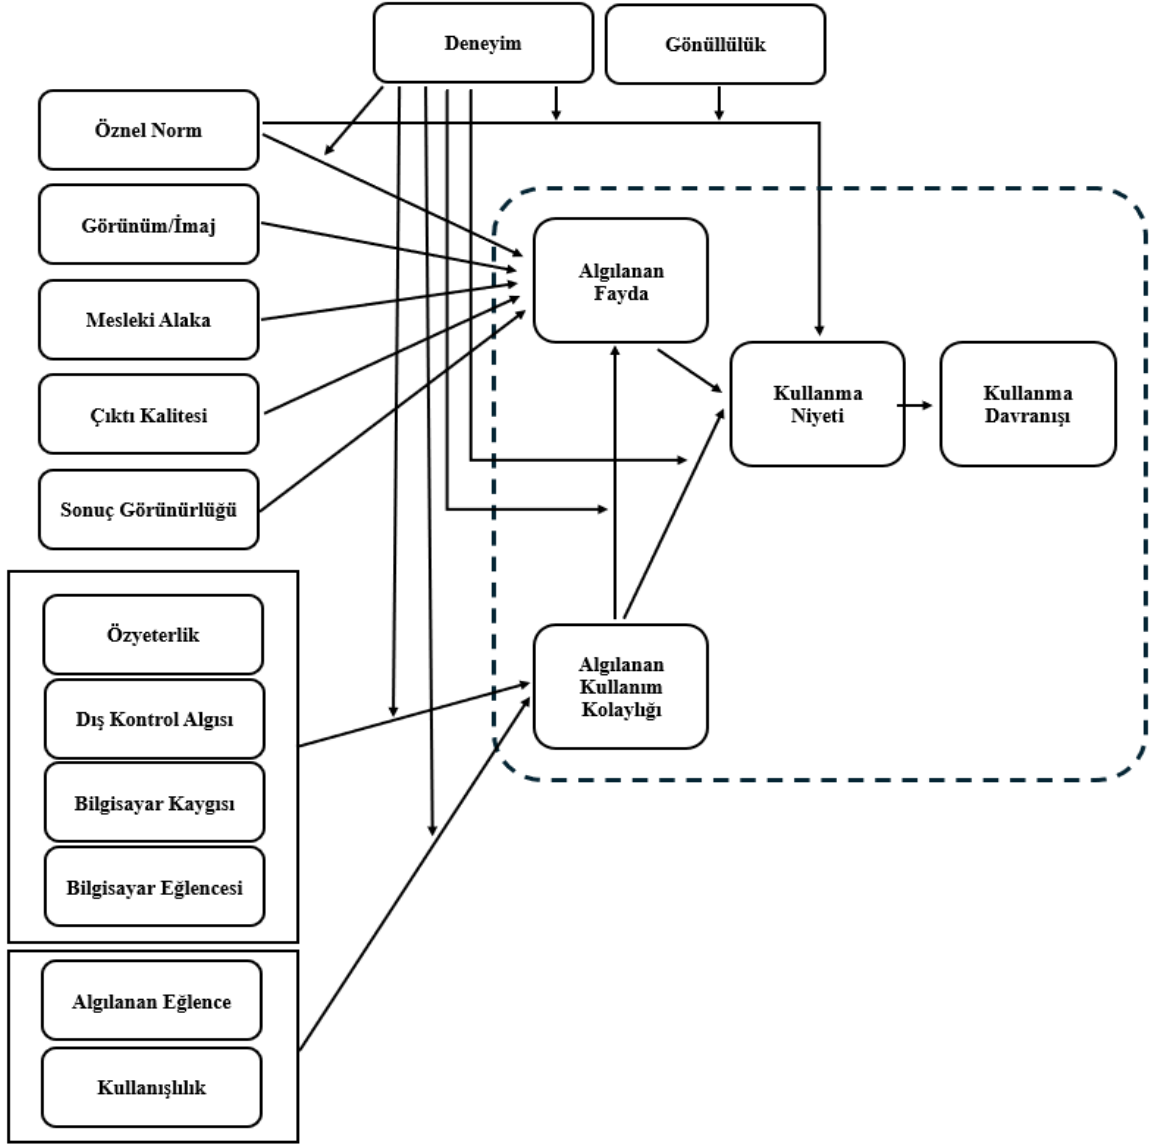 Deneyim
Gönüllülük
Öznel Norm
Görünüm/İmaj
Mesleki Alaka
Çıktı Kalitesi
Sonuç Görünürlüğü
Algılanan
Fayda
Kullanma
Niyeti
Kullanma
Davranışı
Algılanan
Kullanım
Kolaylığı
Özyeterlik
Dış Kontrol Algısı
Bilgisayar Kaygısı
Bilgisayar Eğlencesi
Algılanan Eğlence
Kullanışlılık